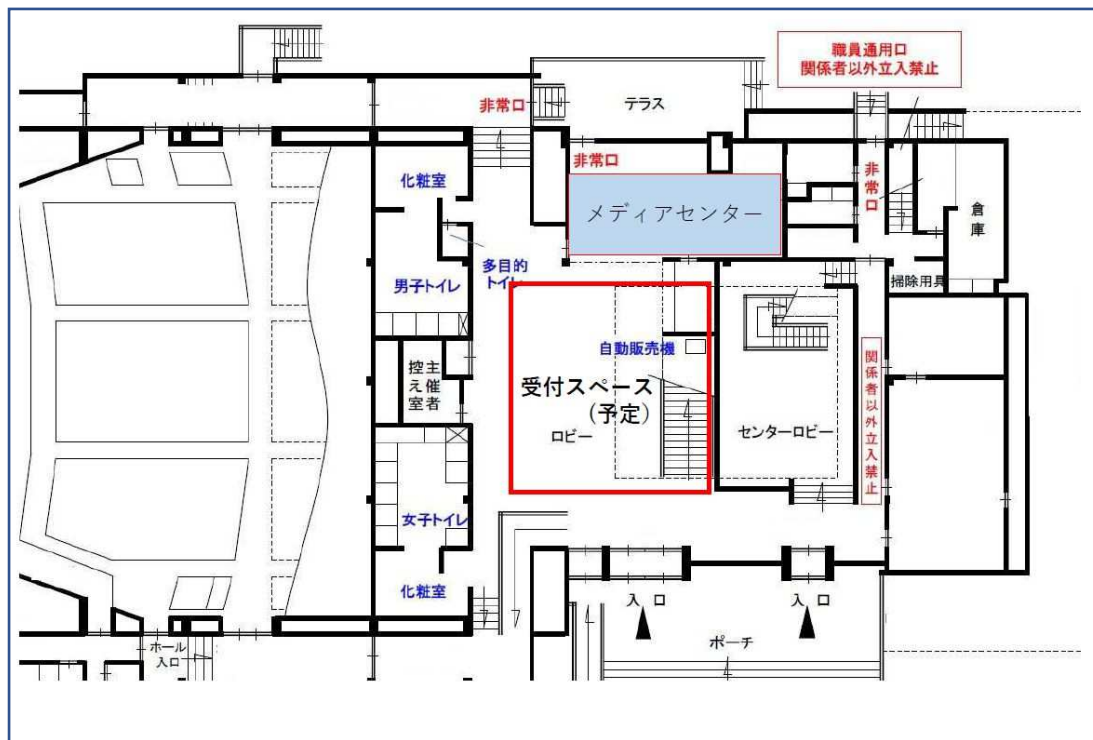 職員通用口
関係者以外立入禁止
非常口
テラス
非常口
非常口
化粧室
メディアセンター
倉庫
多目的
トイレ
男子トイレ
掃除用具
自動販売機
主催者
控え室
受付スペース
（予定）
ロビー
センターロビー
関係者以外立入禁止
女子トイレ
化粧室
入口
入口
ポーチ
ホール
入口